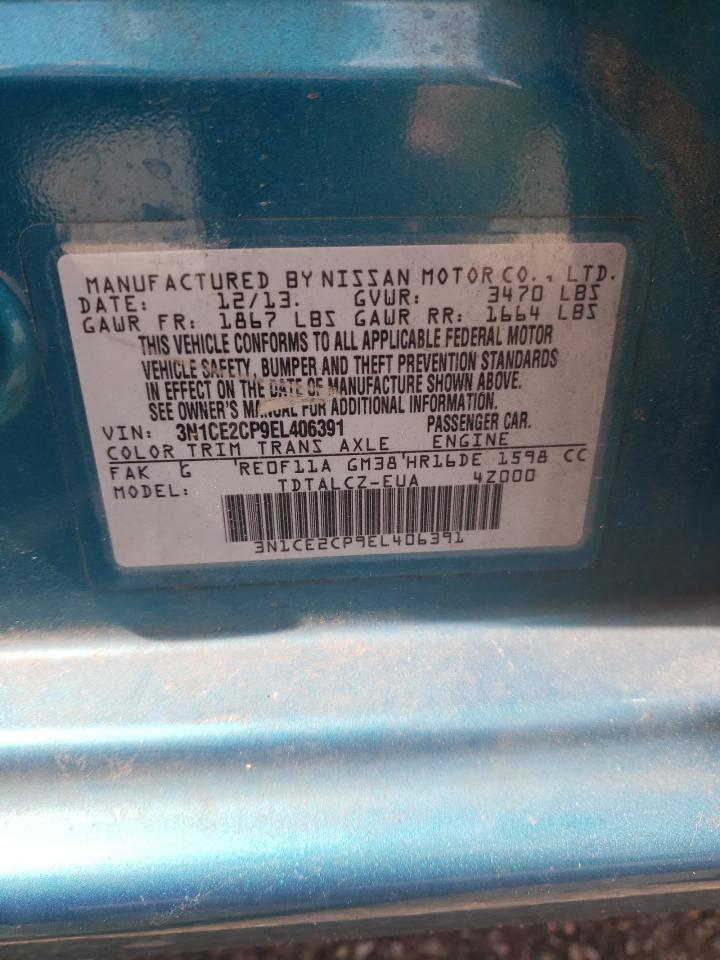 MANUFACTURED BY NISSAN MOTOR CO., LTD.
DATE: 12/13. GVWR: 3470 LBS
GAWR FR: 1867 LBS GAWR RR: 1664 LBS
THIS VEHICLE CONFORMS TO ALL APPLICABLE FEDERAL MOTOR
VEHICLE SAFETY, BUMPER AND THEFT PREVENTION STANDARDS
IN EFFECT ON THE DATE OF MANUFACTURE SHOWN ABOVE.
SEE OWNER'S MANUAL FOR ADDITIONAL INFORMATION.
VIN: 3N1CE2CP9EL406391 PASSENGER CAR.
COLOR TRIM TRANS AXLE ENGINE
FAK G RE0F11A GM38 HR16DE 1598 CC
MODEL: TDTALCZ-EUA 4Z000
3N1CE2CP9EL406391